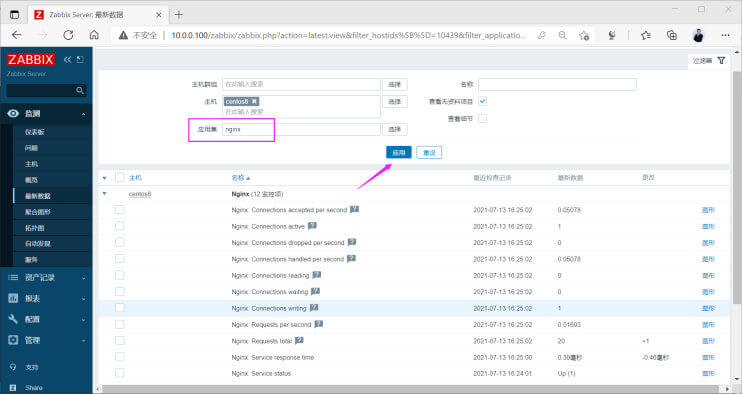 Zabbix Server: 最新数据
不安全 10.0.0.100/zabbix/zabbix.php?action=latest.view&filter_hostids%5B%5D=10439&filter_application...
ZABBIX
Zabbix Server
监测
仪表板
问题
主机
概览
最新数据
聚合图形
拓扑图
自动发现
服务
资产记录
报表
配置
管理
支持
Share
过滤器
主机群组 在此输入搜索 选择 名称
主机 centos8 选择 查看无资料项目
在此输入搜索
查看细节
应用集 nginx 选择
应用 重设
主机 名称 最近检查记录 最新数据 更改
centos8 Nginx (12 监控项)
Nginx: Connections accepted per second ? 2021-07-13 16:25:02 0.05078 图形
Nginx: Connections active ? 2021-07-13 16:25:02 1 图形
Nginx: Connections dropped per second ? 2021-07-13 16:25:02 0 图形
Nginx: Connections handled per second ? 2021-07-13 16:25:02 0.05078 图形
Nginx: Connections reading ? 2021-07-13 16:25:02 0 图形
Nginx: Connections waiting ? 2021-07-13 16:25:02 0 图形
Nginx: Connections writing ? 2021-07-13 16:25:02 1 图形
Nginx: Requests per second ? 2021-07-13 16:25:02 0.01693 图形
Nginx: Requests total ? 2021-07-13 16:25:02 20 +1 图形
Nginx: Service response time 2021-07-13 16:25:00 0.39毫秒 -0.46毫秒 图形
Nginx: Service status 2021-07-13 16:24:01 Up (1) 图形